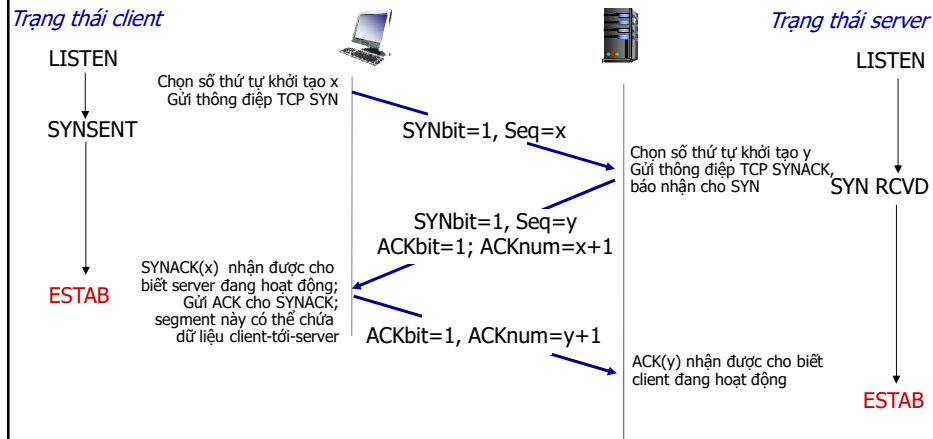 Trạng thái client
Trạng thái server
LISTEN
LISTEN
Chọn số thứ tự khởi tạo x
Gửi thông điệp TCP SYN
SYNSENT
SYNbit=1, Seq=x
Chọn số thứ tự khởi tạo y
Gửi thông điệp TCP SYNACK,
báo nhận cho SYN
SYN RCVD
SYNbit=1, Seq=y
ACKbit=1; ACKnum=x+1
SYNACK(x) nhận được cho
biết server đang hoạt động;
Gửi ACK cho SYNACK;
segment này có thể chứa
dữ liệu client-tới-server
ESTAB
ACKbit=1, ACKnum=y+1
ACK(y) nhận được cho biết
client đang hoạt động
ESTAB